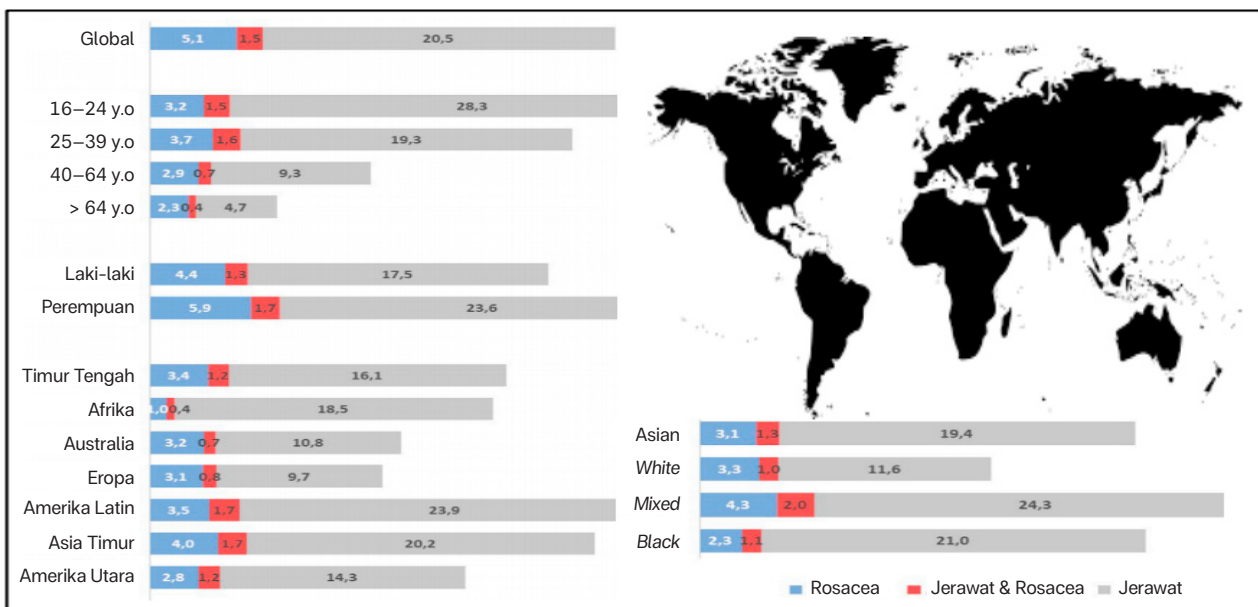 Global 5,1 1,5 20,5
16–24 y.o 3,2 1,5 28,3
25–39 y.o 3,7 1,6 19,3
40–64 y.o 2,9 0,7 9,3
> 64 y.o 2,3 0,4 4,7
Laki-laki 4,4 1,3 17,5
Perempuan 5,9 1,7 23,6
Timur Tengah 3,4 1,2 16,1
Afrika 1,0 0,4 18,5
Australia 3,2 0,7 10,8
Eropa 3,1 0,8 9,7
Amerika Latin 3,5 1,7 23,9
Asia Timur 4,0 1,7 20,2
Amerika Utara 2,8 1,2 14,3
Asian 3,1 1,3 19,4
White 3,3 1,0 11,6
Mixed 4,3 2,0 24,3
Black 2,3 1,1 21,0
Rosacea Jerawat & Rosacea Jerawat